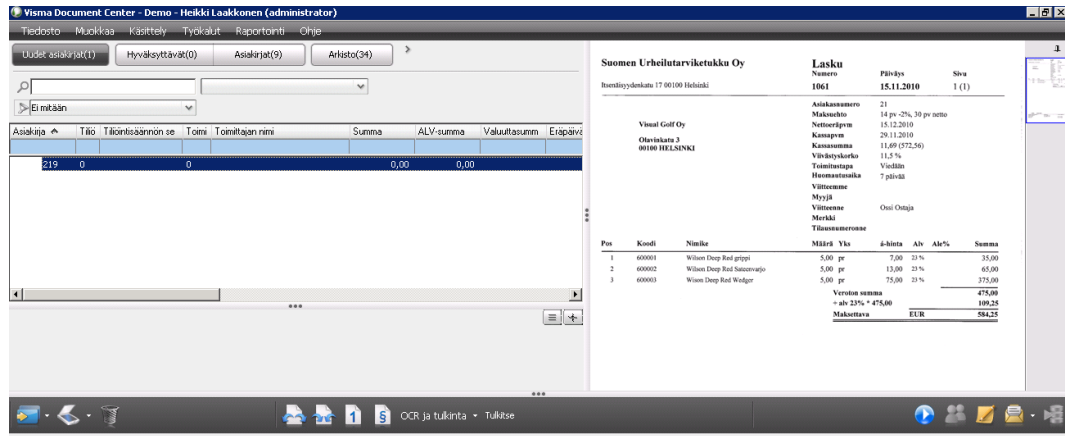 Visma Document Center - Demo - Heikki Laakkonen (administrator)
Tiedosto Muokkaa Käsittely Työkalut Raportointi Ohje
Uudet asiakirjat(1) Hyväksyttävät(0) Asiakirjat(9) Arkisto(34) >
Ei mitään
Asiakirja Tiliö Tiliöintisäännön se Toimi Toimittajan nimi Summa ALV-summa Valuuttasumm Eräpäivä
219 0 0 0,00 0,00
Suomen Urheilutarviketukku Oy
Itsenäisyydenkatu 17 00100 Helsinki
Visual Golf Oy
Olavinkatu 3
00100 HELSINKI
Lasku
Numero Päiväys Sivu
1061 15.11.2010 1 (1)
Asiakasnumero 21
Maksuehto 14 pv -2%, 30 pv netto
Nettoeräpvm 15.12.2010
Kassapvm 29.11.2010
Kassasumma 11,69 (572,56)
Viivästyskorko 11,5 %
Toimitustapa Viedään
Huomautusaika 7 päivää
Viitteemme
Myyjä
Viitteenne Ossi Ostaja
Merkki
Tilausnumeronne
Pos Koodi Nimike Määrä Yks á-hinta Alv Ale% Summa
1 600001 Wilson Deep Red grippi 5,00 pr 7,00 23 % 35,00
2 600002 Wilson Deep Red Sateenvarjo 5,00 pr 13,00 23 % 65,00
3 600003 Wison Deep Red Wedger 5,00 pr 75,00 23 % 375,00
Veroton summa 475,00
+ alv 23% * 475,00 109,25
Maksettava EUR 584,25
1 § OCR ja tulkinta Tulkitse